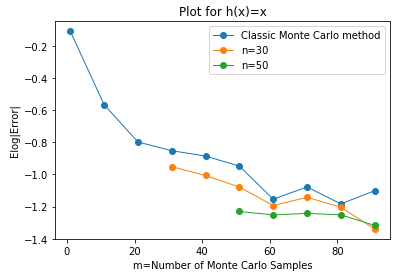 Plot for h(x)=x
Classic Monte Carlo method
n=30
n=50
Elog|Error|
−0.2
−0.4
−0.6
−0.8
−1.0
−1.2
−1.4
0
20
40
60
80
m=Number of Monte Carlo Samples